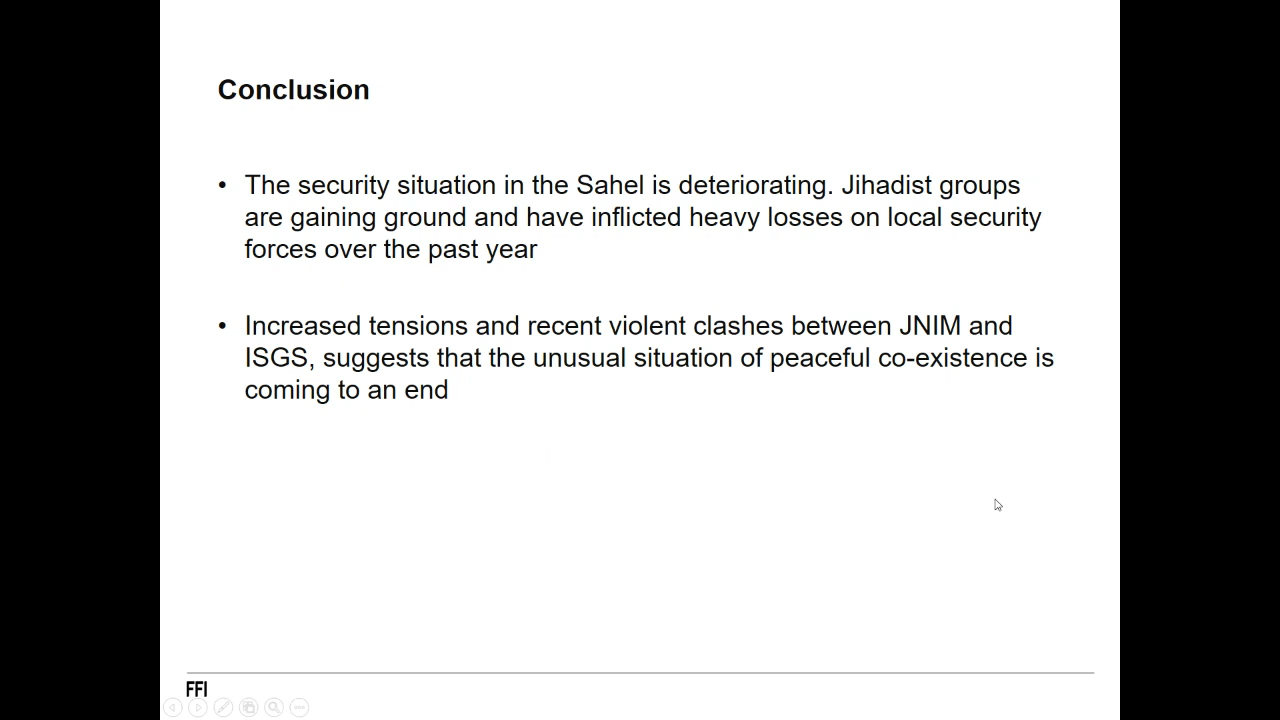 Conclusion
• The security situation in the Sahel is deteriorating. Jihadist groups
are gaining ground and have inflicted heavy losses on local security
forces over the past year
• Increased tensions and recent violent clashes between JNIM and
ISGS, suggests that the unusual situation of peaceful co-existence is
coming to an end
FFI